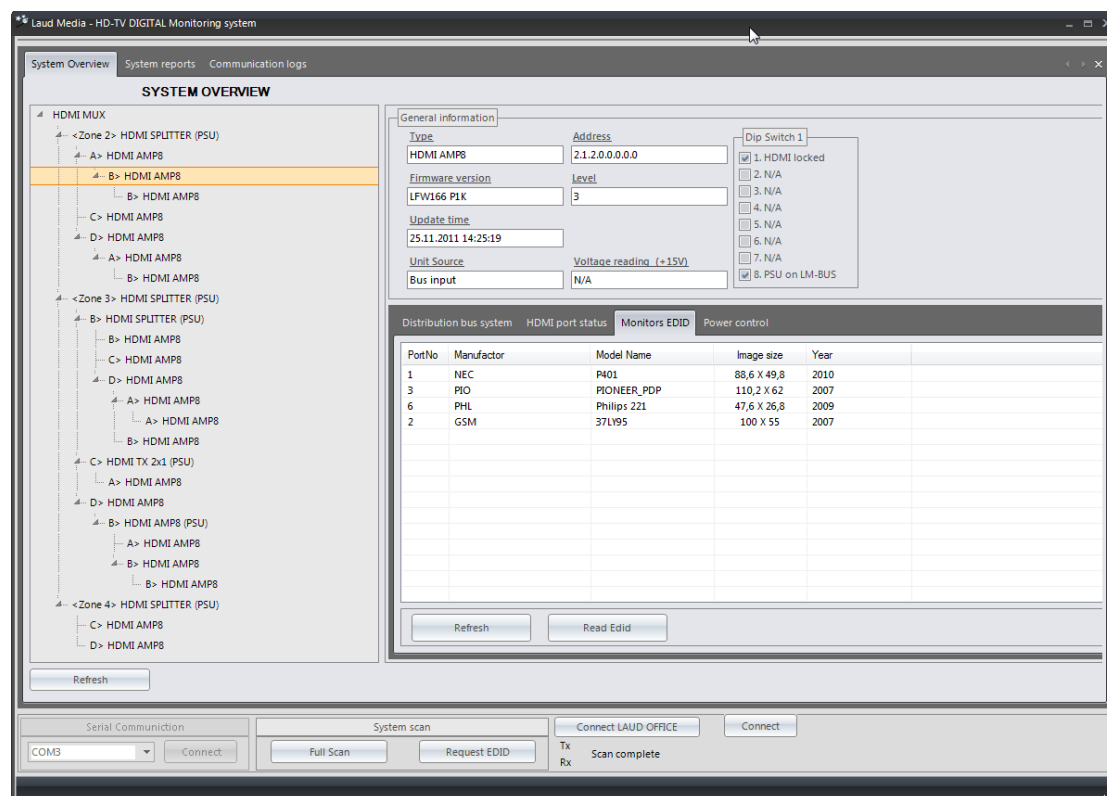 Laud Media - HD-TV DIGITAL Monitoring system
System Overview System reports Communication logs
SYSTEM OVERVIEW
HDMI MUX
<Zone 2> HDMI SPLITTER (PSU)
A> HDMI AMP8
B> HDMI AMP8
B> HDMI AMP8
C> HDMI AMP8
D> HDMI AMP8
A> HDMI AMP8
B> HDMI AMP8
<Zone 3> HDMI SPLITTER (PSU)
B> HDMI SPLITTER (PSU)
B> HDMI AMP8
C> HDMI AMP8
D> HDMI AMP8
A> HDMI AMP8
A> HDMI AMP8
B> HDMI AMP8
C> HDMI TX 2x1 (PSU)
A> HDMI AMP8
D> HDMI AMP8
B> HDMI AMP8 (PSU)
A> HDMI AMP8
B> HDMI AMP8
B> HDMI AMP8
<Zone 4> HDMI SPLITTER (PSU)
C> HDMI AMP8
D> HDMI AMP8
Refresh
General information
Type Address
HDMI AMP8 2.1.2.0.0.0.0.0
Firmware version Level
LFW166 P1K 3
Update time
25.11.2011 14:25:19
Unit Source Voltage reading (+15V)
Bus input N/A
Dip Switch 1
1. HDMI locked
2. N/A
3. N/A
4. N/A
5. N/A
6. N/A
7. N/A
8. PSU on LM-BUS
Distribution bus system HDMI port status Monitors EDID Power control
PortNo Manufactor Model Name Image size Year
1 NEC P401 88,6 X 49,8 2010
3 PIO PIONEER_PDP 110,2 X 62 2007
6 PHL Philips 221 47,6 X 26,8 2009
2 GSM 37LY95 100 X 55 2007
Refresh Read Edid
Serial Communiction System scan Connect LAUD OFFICE Connect
COM3 Connect Full Scan Request EDID
Tx
Scan complete
Rx